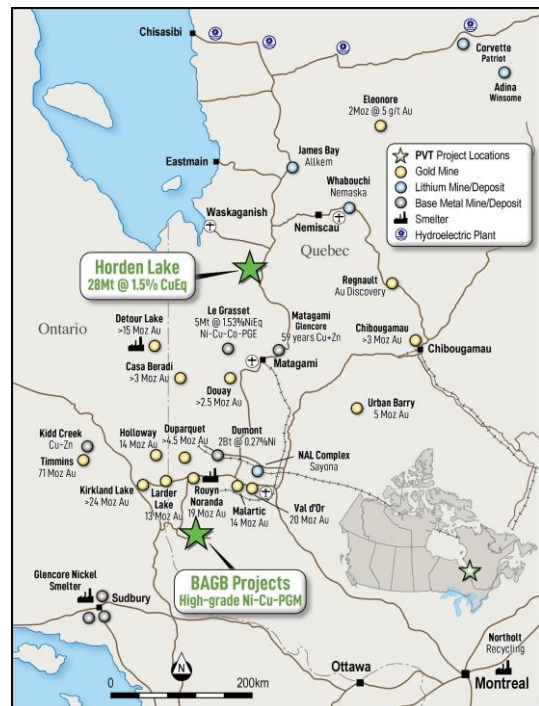 Chisasibi
Corvette
Patriot
Adina
Winsome
Eleonore
2Moz @ 5 g/t Au
James Bay
Allkem
Eastmain
Whabouchi
Nemaska
PVT Project Locations
Gold Mine
Lithium Mine/Deposit
Base Metal Mine/Deposit
Smelter
Hydroelectric Plant
Waskaganish
Nemiscau
Quebec
Horden Lake
28Mt @ 1.5% CuEq
Regnault
Au Discovery
Ontario
Detour Lake
>15 Moz Au
Le Grasset
5Mt @ 1.53%NiEq
Ni-Cu-Co-PGE
Matagami
Glencore
59 years Cu+Zn
Chibougamau
>3 Moz Au
Chibougamau
Matagami
Casa Beradi
>3 Moz Au
Douay
>2.5 Moz Au
Urban Barry
5 Moz Au
Kidd Creek
Cu-Zn
Timmins
71 Moz Au
Holloway
14 Moz Au
Duparquet
>4.5 Moz Au
Dumont
2Bt @ 0.27%Ni
NAL Complex
Sayona
Kirkland Lake
>24 Moz Au
Larder
Lake
13 Moz Au
Rouyn
Noranda
19 Moz Au
Malartic
14 Moz Au
Val d'Or
20 Moz Au
BAGB Projects
High-grade Ni-Cu-PGM
Glencore Nickel
Smelter
Sudbury
Northolt
Recycling
N
0 200km
Ottawa
Montreal